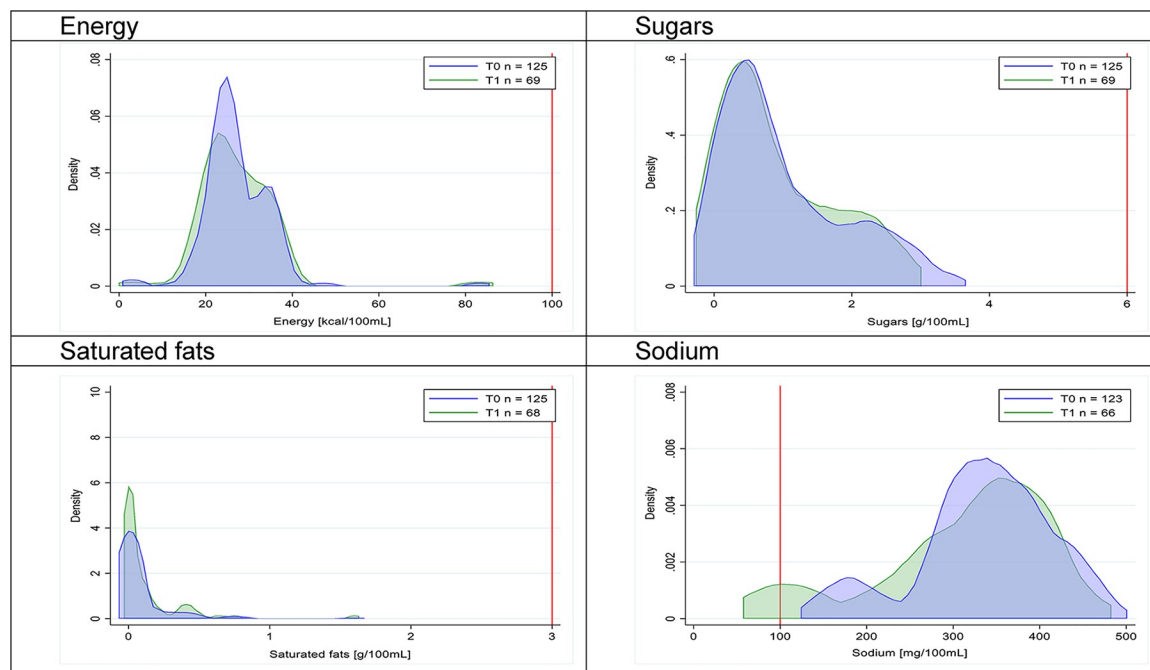 Energy
T0 n = 125
T1 n = 69
Density
0
.02
.04
.06
.08
0
20
40
60
80
100
Energy [kcal/100mL]
Sugars
T0 n = 125
T1 n = 69
Density
0
.2
.4
.6
0
2
4
6
Sugars [g/100mL]
Saturated fats
T0 n = 125
T1 n = 68
Density
0
2
4
6
8
10
0
1
2
3
Saturated fats [g/100mL]
Sodium
T0 n = 123
T1 n = 66
Density
0
.002
.004
.006
.008
0
100
200
300
400
500
Sodium [mg/100mL]